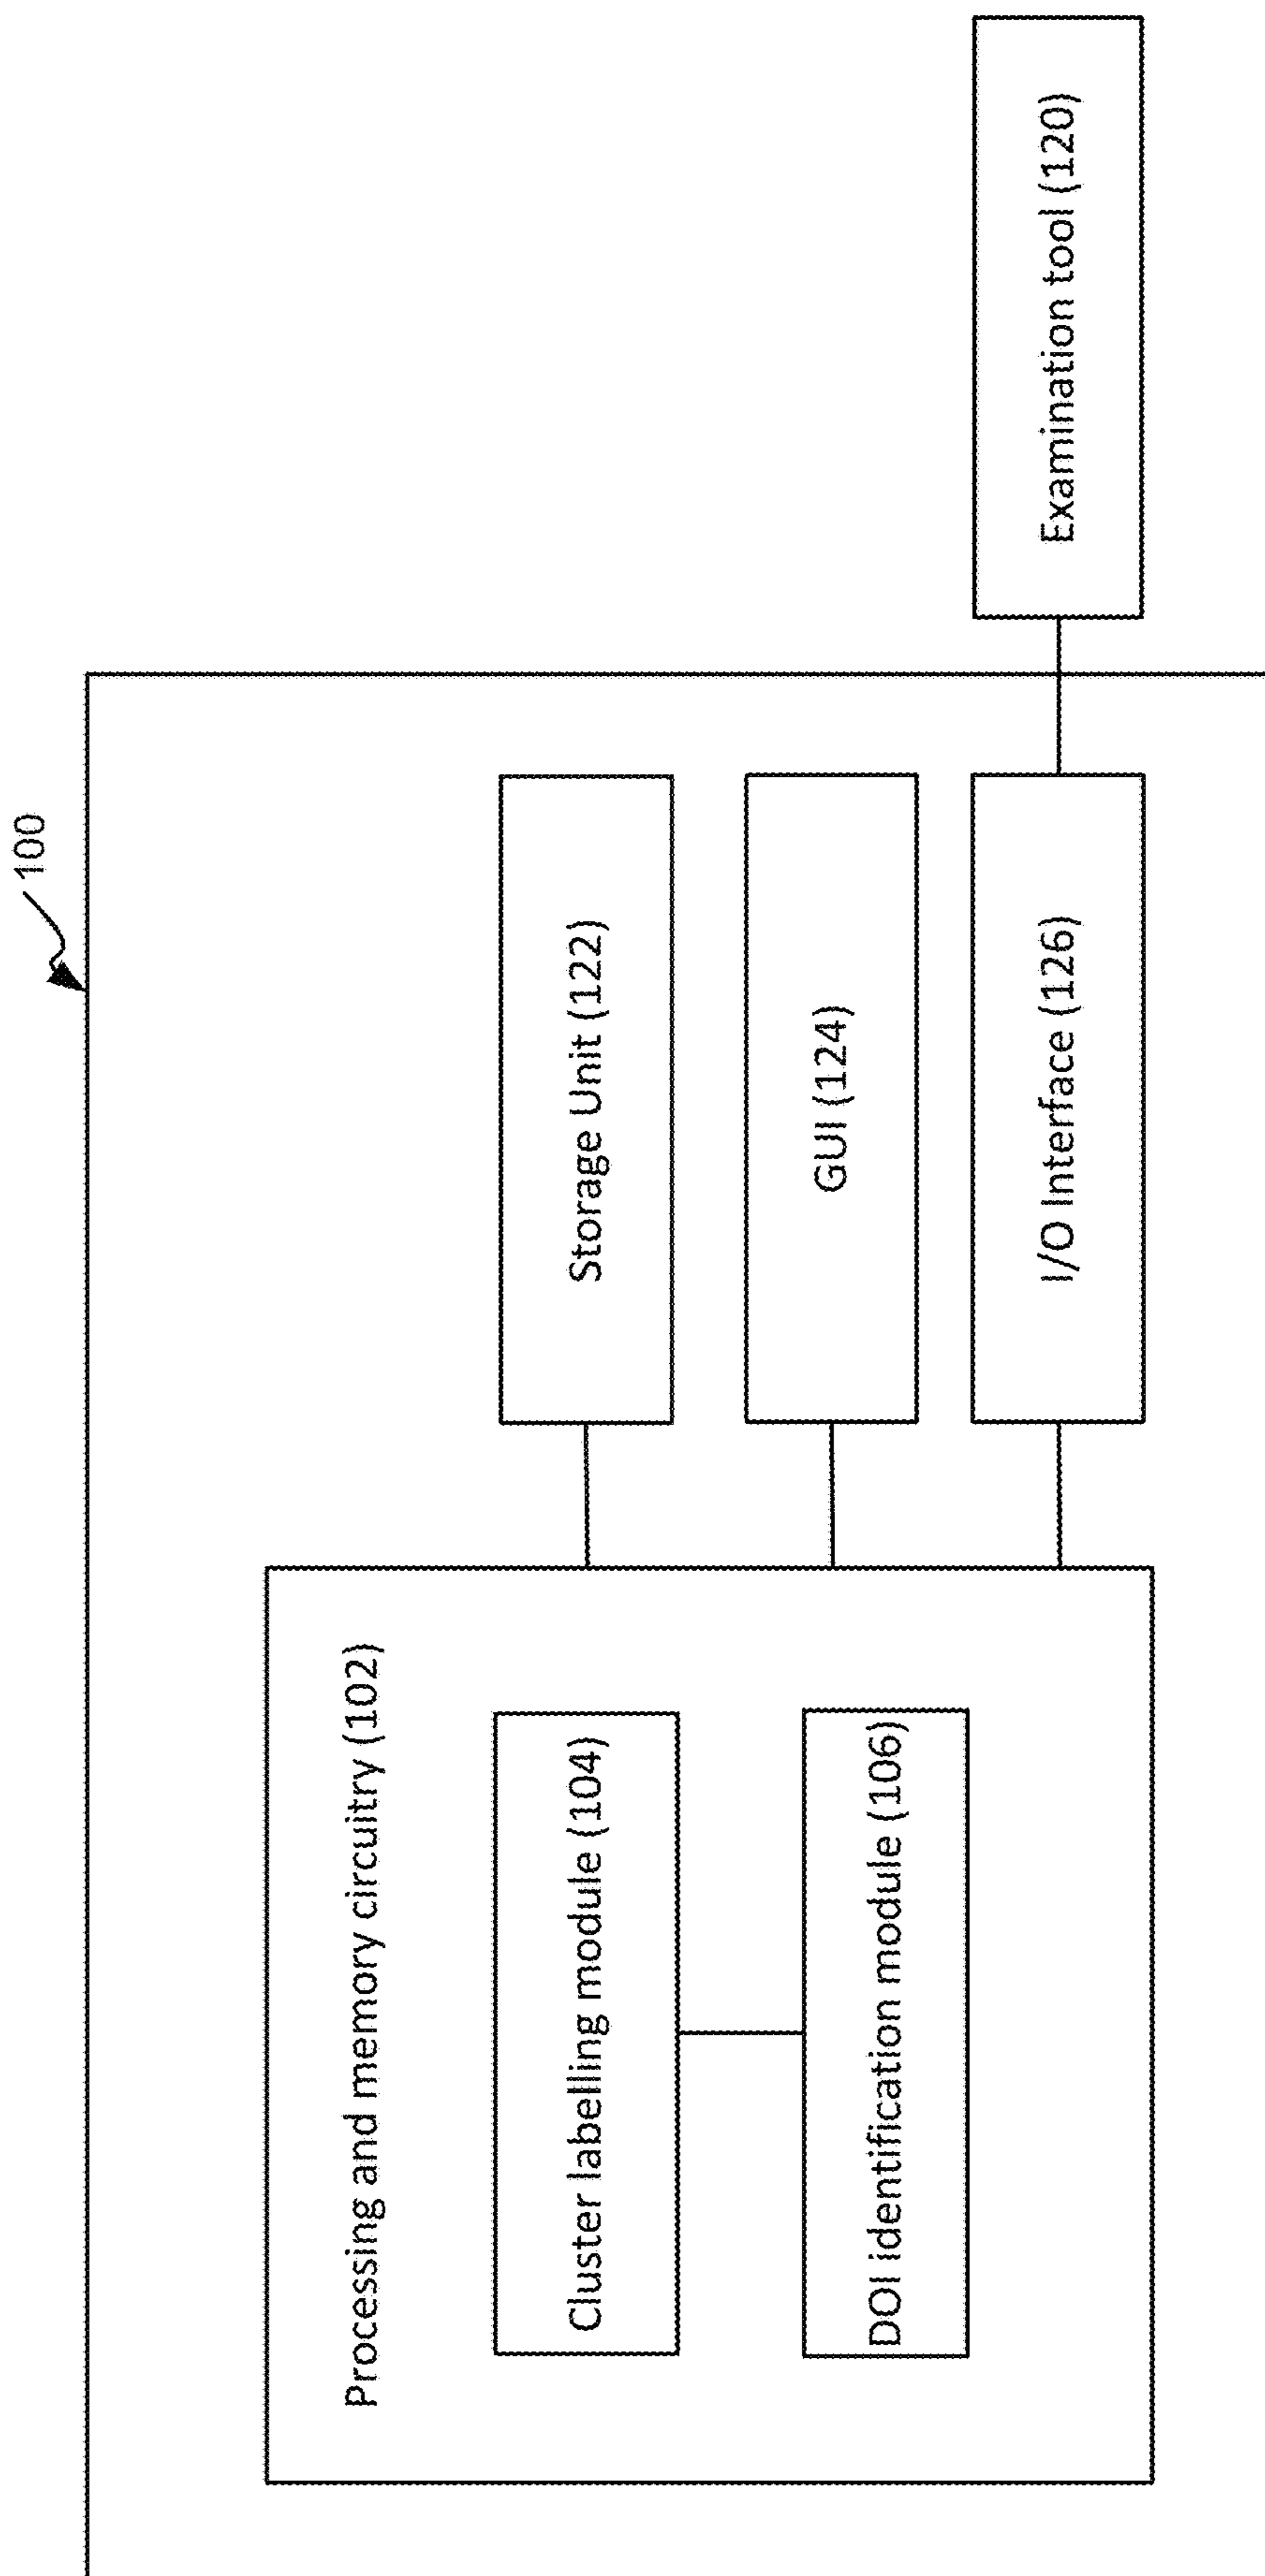 100
Processing and memory circuitry (102)
Cluster labelling module (104)
DOI identification module (106)
Storage Unit (122)
GUI (124)
I/O Interface (126)
Examination tool (120)